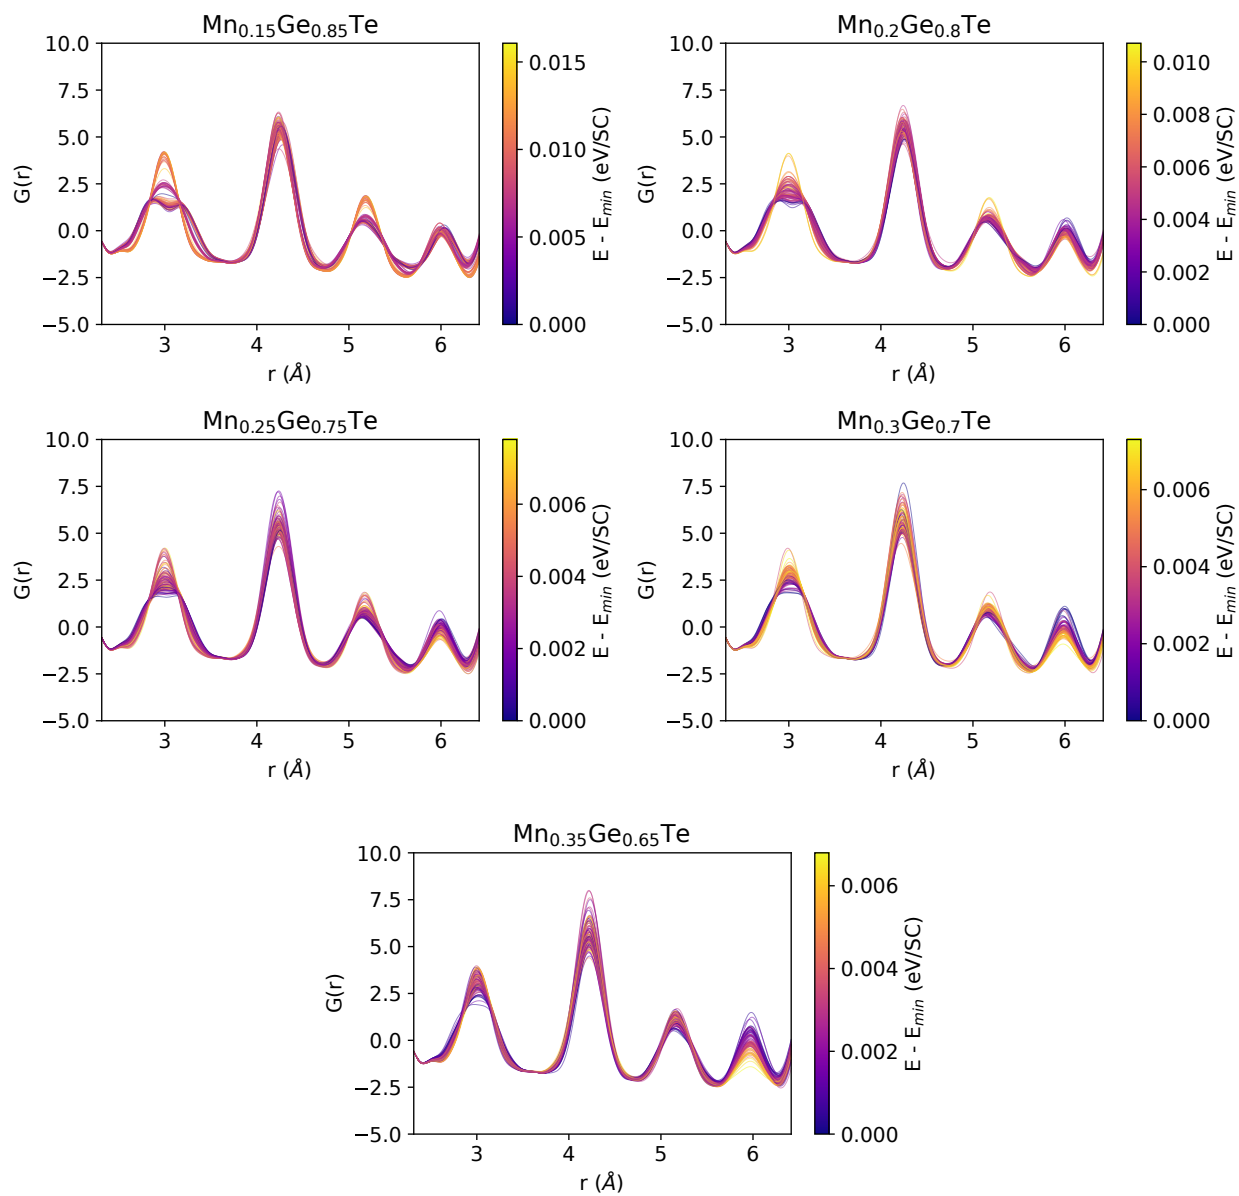 Mn0.15Ge0.85Te
10.0
7.5
5.0
2.5
0.0
−2.5
−5.0
G(r)
3 4 5 6
r (Å)
0.015
0.010
0.005
0.000
E - Emin (eV/SC)
Mn0.2Ge0.8Te
10.0
7.5
5.0
2.5
0.0
−2.5
−5.0
G(r)
3 4 5 6
r (Å)
0.010
0.008
0.006
0.004
0.002
0.000
E - Emin (eV/SC)
Mn0.25Ge0.75Te
10.0
7.5
5.0
2.5
0.0
−2.5
−5.0
G(r)
3 4 5 6
r (Å)
0.006
0.004
0.002
0.000
E - Emin (eV/SC)
Mn0.3Ge0.7Te
10.0
7.5
5.0
2.5
0.0
−2.5
−5.0
G(r)
3 4 5 6
r (Å)
0.006
0.004
0.002
0.000
E - Emin (eV/SC)
Mn0.35Ge0.65Te
10.0
7.5
5.0
2.5
0.0
−2.5
−5.0
G(r)
3 4 5 6
r (Å)
0.006
0.004
0.002
0.000
E - Emin (eV/SC)